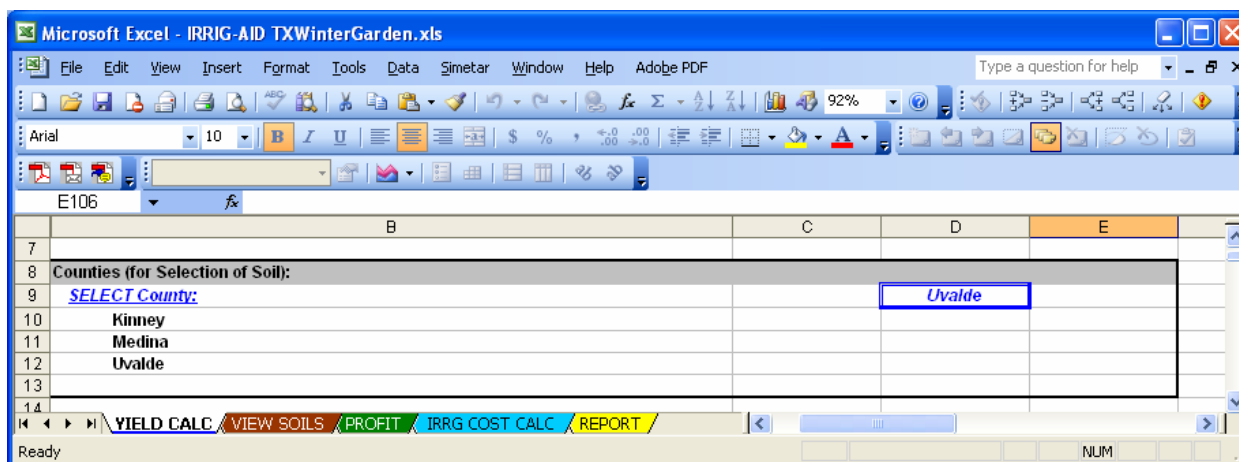 Microsoft Excel - IRRIG-AID TXWinterGarden.xls
File Edit View Insert Format Tools Data Simetar Window Help Adobe PDF Type a question for help
92%
Arial 10 B I U $ % , .00 A
E106 fx
B C D E
7
8 Counties (for Selection of Soil):
9 SELECT County: Uvalde
10 Kinney
11 Medina
12 Uvalde
13
14
YIELD CALC VIEW SOILS PROFIT IRRG COST CALC REPORT
Ready NUM